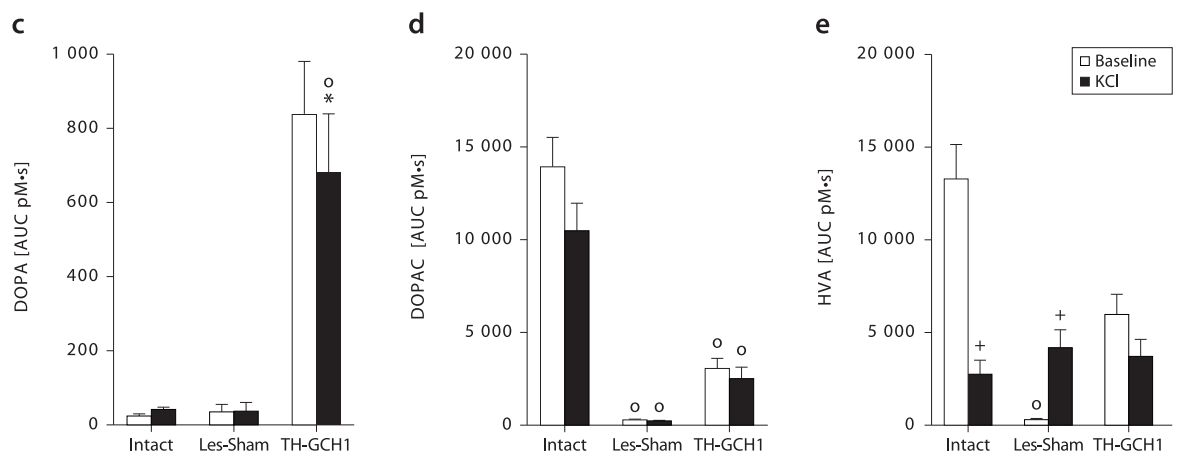 c
DOPA [AUC pM•s]
1 000
800
600
400
200
0
o
*
Intact Les-Sham TH-GCH1
d
DOPAC [AUC pM•s]
20 000
15 000
10 000
5 000
0
o o o o
Intact Les-Sham TH-GCH1
e
HVA [AUC pM•s]
20 000
15 000
10 000
5 000
0
Baseline
KCl
+ o +
Intact Les-Sham TH-GCH1